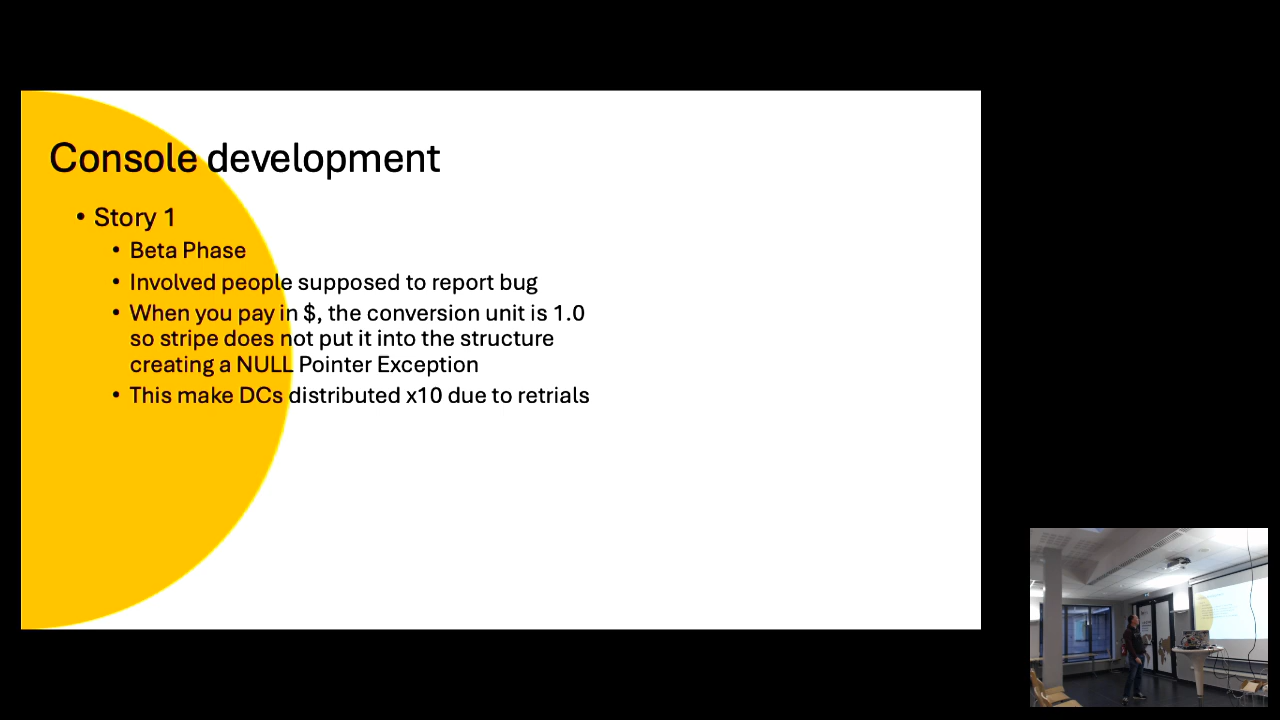 Console development
• Story 1
• Beta Phase
• Involved people supposed to report bug
• When you pay in $, the conversion unit is 1.0
so stripe does not put it into the structure
creating a NULL Pointer Exception
• This make DCs distributed x10 due to retrials